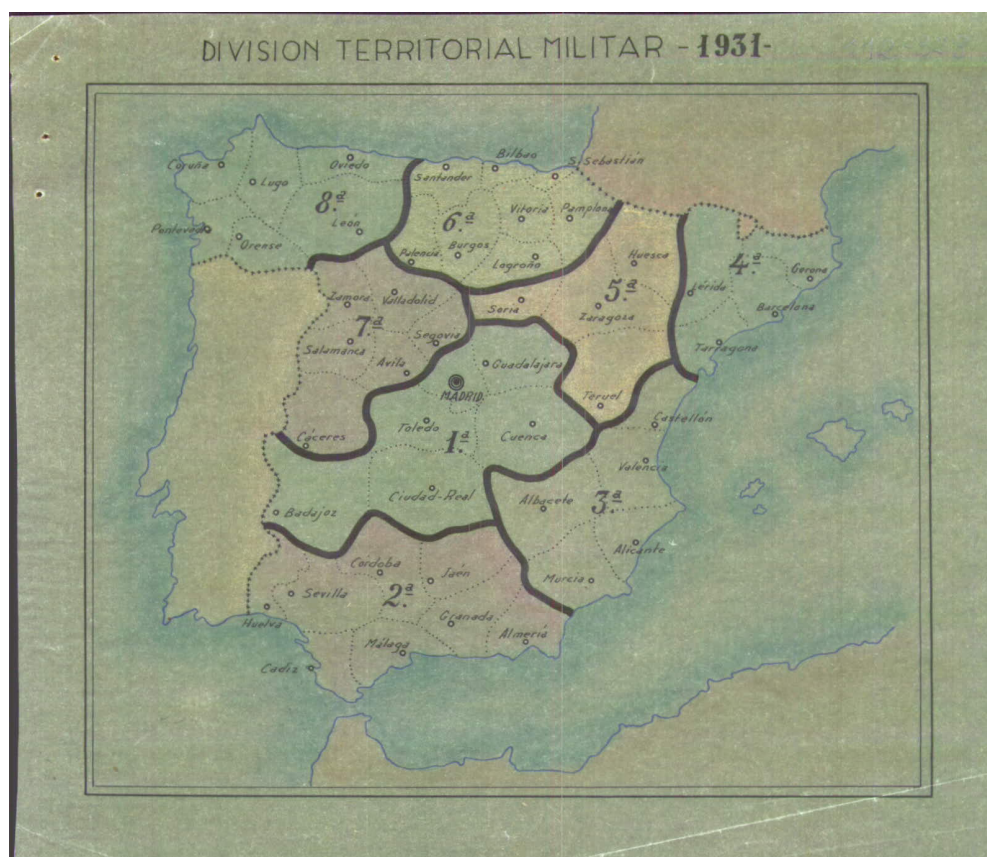 DIVISION TERRITORIAL MILITAR - 1931-
Coruña
Lugo
Oviedo
8.ª
León
Pontevedra
Orense
Santander
Bilbao
S. Sebastián
6.ª
Vitoria
Pamplona
Burgos
Palencia
Logroño
Huesca
5.ª
Soria
Zaragosa
Teruel
4.ª
Gerona
Lérida
Barcelona
Tarragona
Zamora
Valladolid
7.ª
Salamanca
Segovia
Avila
Cáceres
Guadalajara
MADRID
Toledo
1.ª
Cuenca
Ciudad-Real
Badajoz
Castellón
Valencia
Albacete
3.ª
Alicante
Murcia
Cordoba
Jaén
Sevilla
2.ª
Huelva
Granada
Almería
Málaga
Cadiz